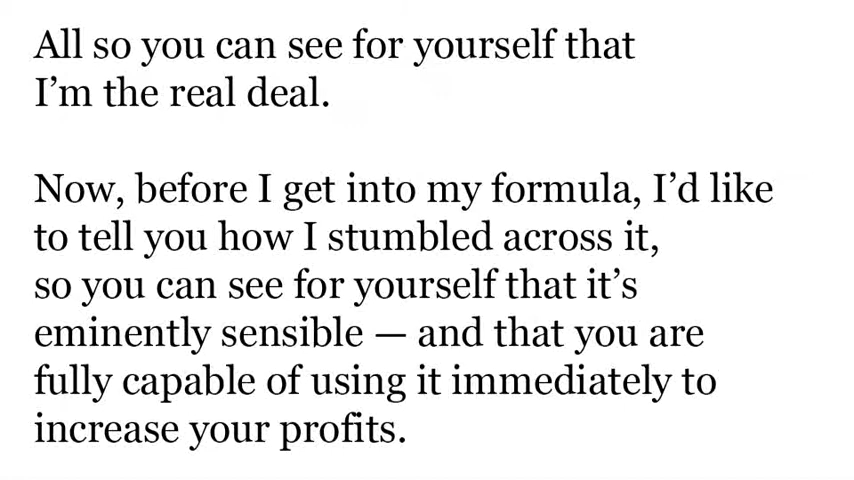 All so you can see for yourself that
I’m the real deal.
Now, before I get into my formula, I’d like
to tell you how I stumbled across it,
so you can see for yourself that it’s
eminently sensible — and that you are
fully capable of using it immediately to
increase your profits.